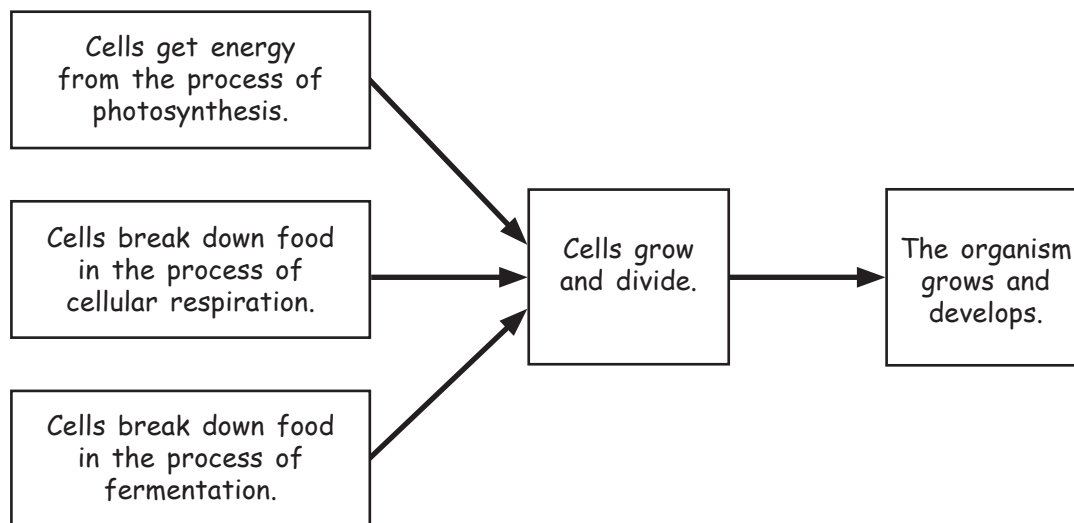 Cells get energy
from the process of
photosynthesis.
Cells break down food
in the process of
cellular respiration.
Cells break down food
in the process of
fermentation.
Cells grow
and divide.
The organism
grows and
develops.